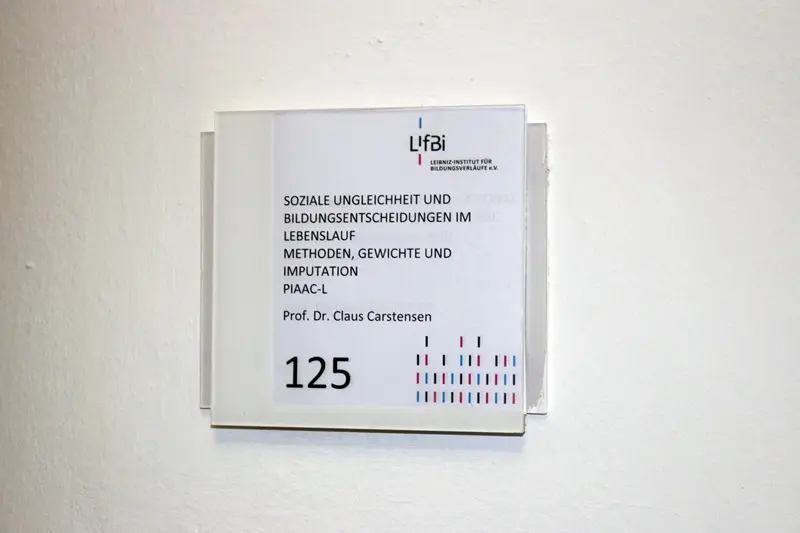 LIfBi
LEIBNIZ-INSTITUT FÜR
BILDUNGSVERLÄUFE e.V.
SOZIALE UNGLEICHHEIT UND
BILDUNGSENTSCHEIDUNGEN IM
LEBENSLAUF
METHODEN, GEWICHTE UND
IMPUTATION
PIAAC-L
Prof. Dr. Claus Carstensen
125